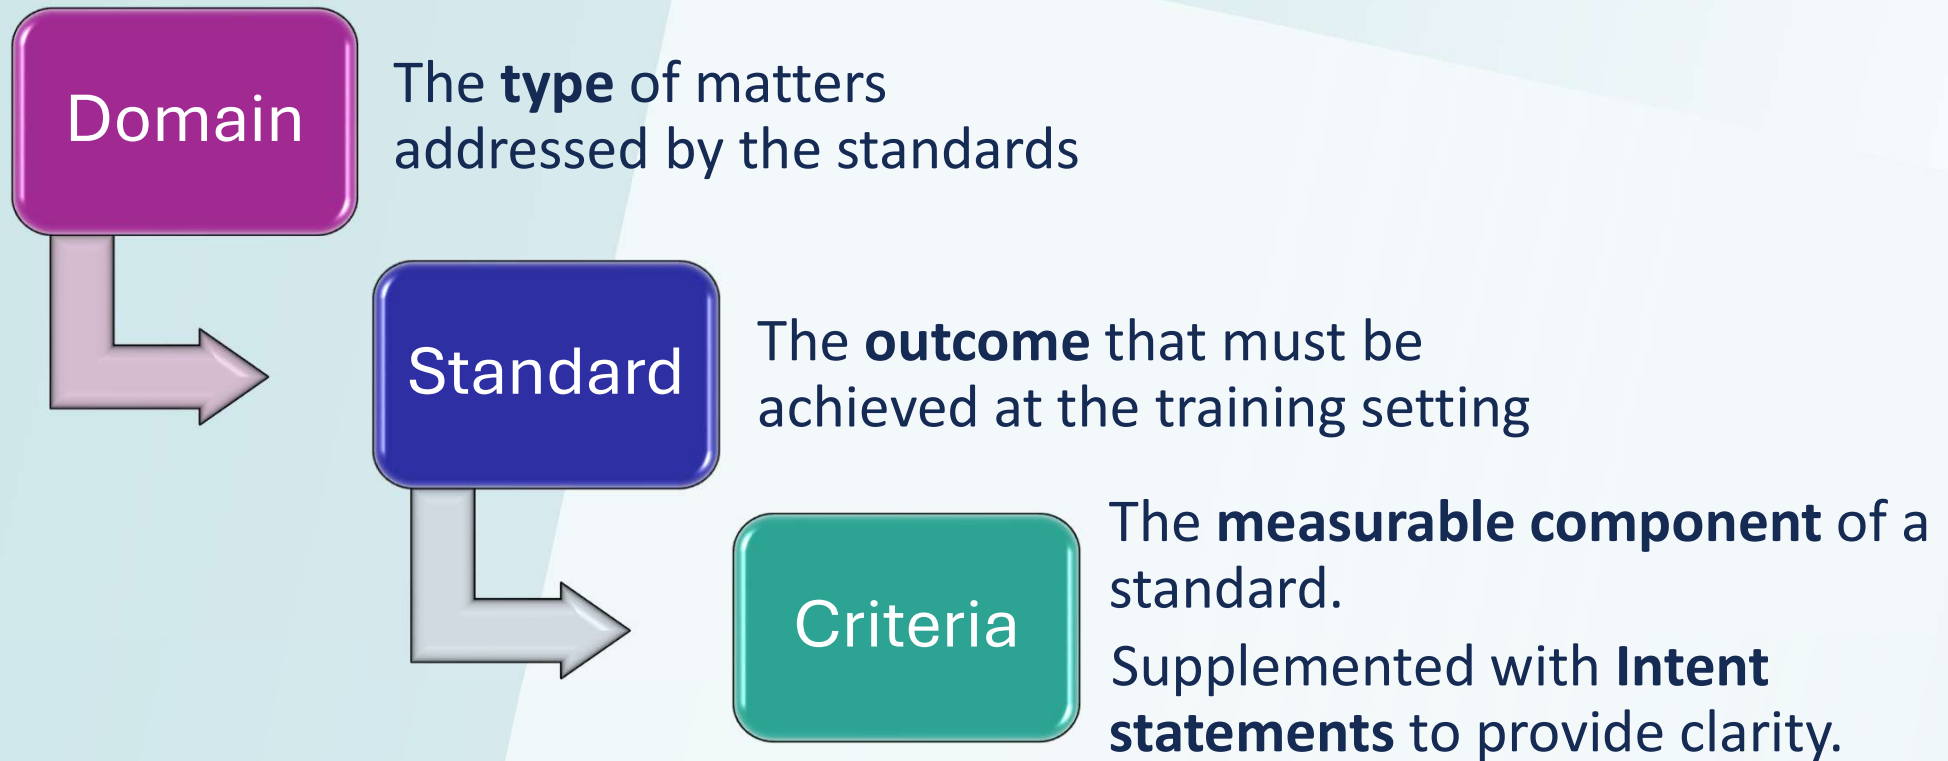 Domain
The type of matters
addressed by the standards
Standard
The outcome that must be
achieved at the training setting
Criteria
The measurable component of a
standard.
Supplemented with Intent
statements to provide clarity.